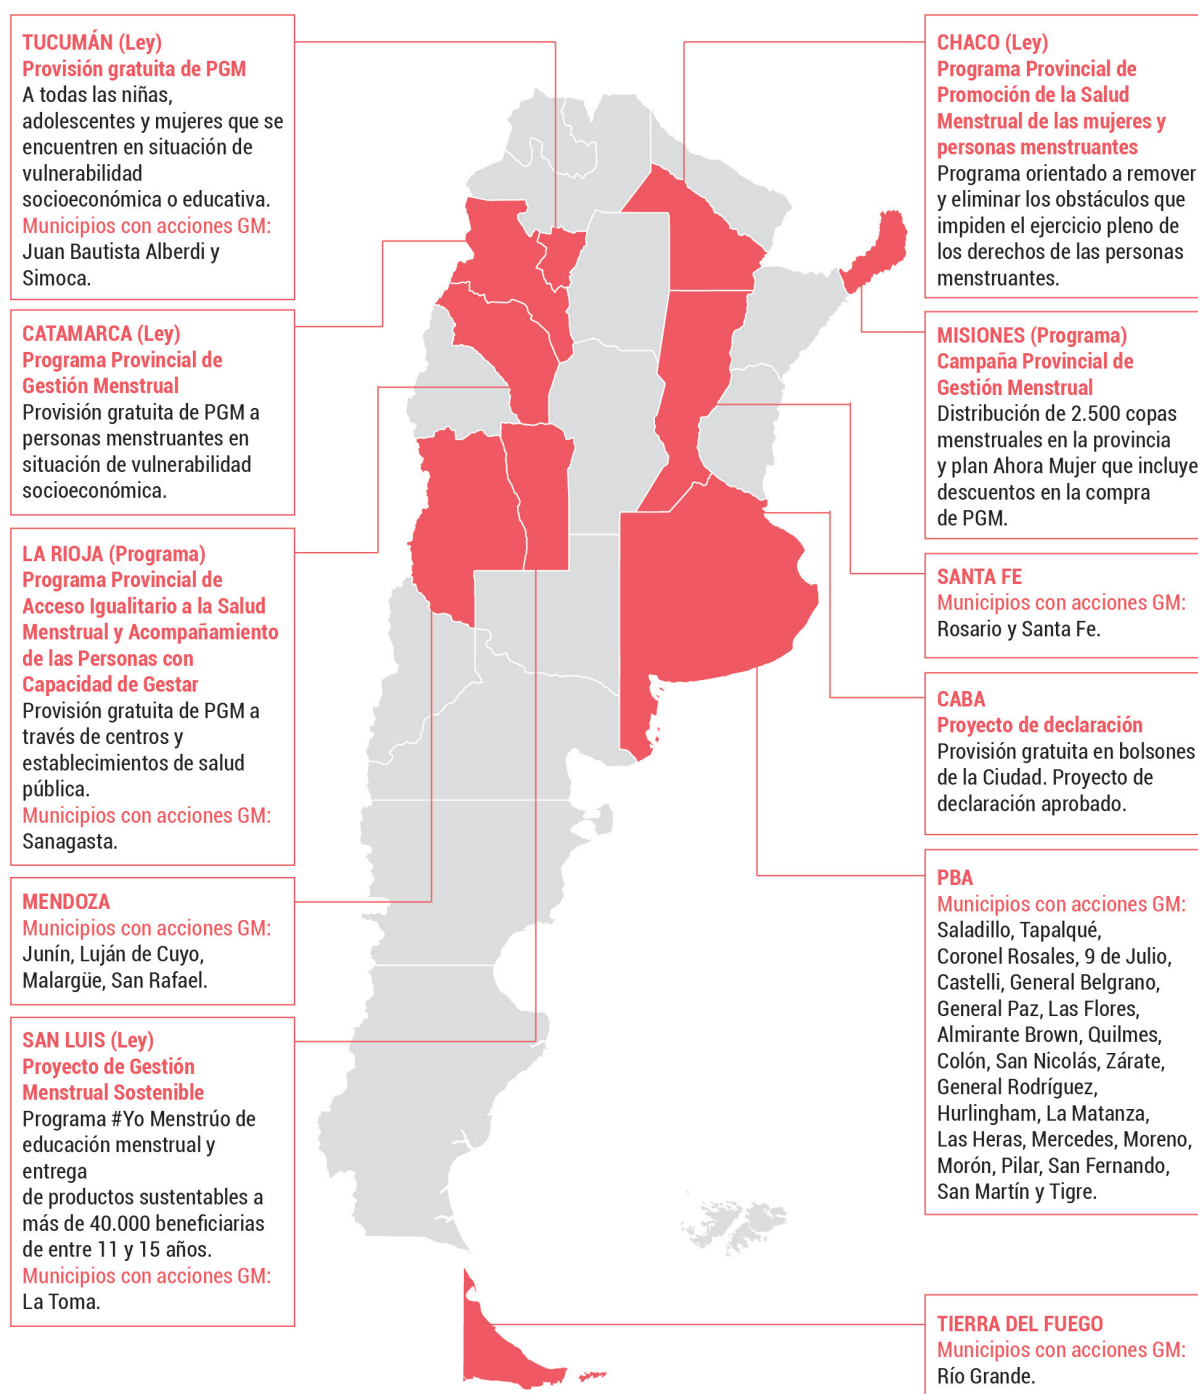 TUCUMÁN (Ley)
Provisión gratuita de PGM
A todas las niñas,
adolescentes y mujeres que se
encuentren en situación de
vulnerabilidad
socioeconómica o educativa.
Municipios con acciones GM:
Juan Bautista Alberdi y
Simoca.
CATAMARCA (Ley)
Programa Provincial de
Gestión Menstrual
Provisión gratuita de PGM a
personas menstruantes en
situación de vulnerabilidad
socioeconómica.
LA RIOJA (Programa)
Programa Provincial de
Acceso Igualitario a la Salud
Menstrual y Acompañamiento
de las Personas con
Capacidad de Gestar
Provisión gratuita de PGM a
través de centros y
establecimientos de salud
pública.
Municipios con acciones GM:
Sanagasta.
MENDOZA
Municipios con acciones GM:
Junín, Luján de Cuyo,
Malargüe, San Rafael.
SAN LUIS (Ley)
Proyecto de Gestión
Menstrual Sostenible
Programa #Yo Menstrúo de
educación menstrual y
entrega
de productos sustentables a
más de 40.000 beneficiarias
de entre 11 y 15 años.
Municipios con acciones GM:
La Toma.
CHACO (Ley)
Programa Provincial de
Promoción de la Salud
Menstrual de las mujeres y
personas menstruantes
Programa orientado a remover
y eliminar los obstáculos que
impiden el ejercicio pleno de
los derechos de las personas
menstruantes.
MISIONES (Programa)
Campaña Provincial de
Gestión Menstrual
Distribución de 2.500 copas
menstruales en la provincia
y plan Ahora Mujer que incluye
descuentos en la compra
de PGM.
SANTA FE
Municipios con acciones GM:
Rosario y Santa Fe.
CABA
Proyecto de declaración
Provisión gratuita en bolsones
de la Ciudad. Proyecto de
declaración aprobado.
PBA
Municipios con acciones GM:
Saladillo, Tapalqué,
Coronel Rosales, 9 de Julio,
Castelli, General Belgrano,
General Paz, Las Flores,
Almirante Brown, Quilmes,
Colón, San Nicolás, Zárate,
General Rodríguez,
Hurlingham, La Matanza,
Las Heras, Mercedes, Moreno,
Morón, Pilar, San Fernando,
San Martín y Tigre.
TIERRA DEL FUEGO
Municipios con acciones GM:
Río Grande.